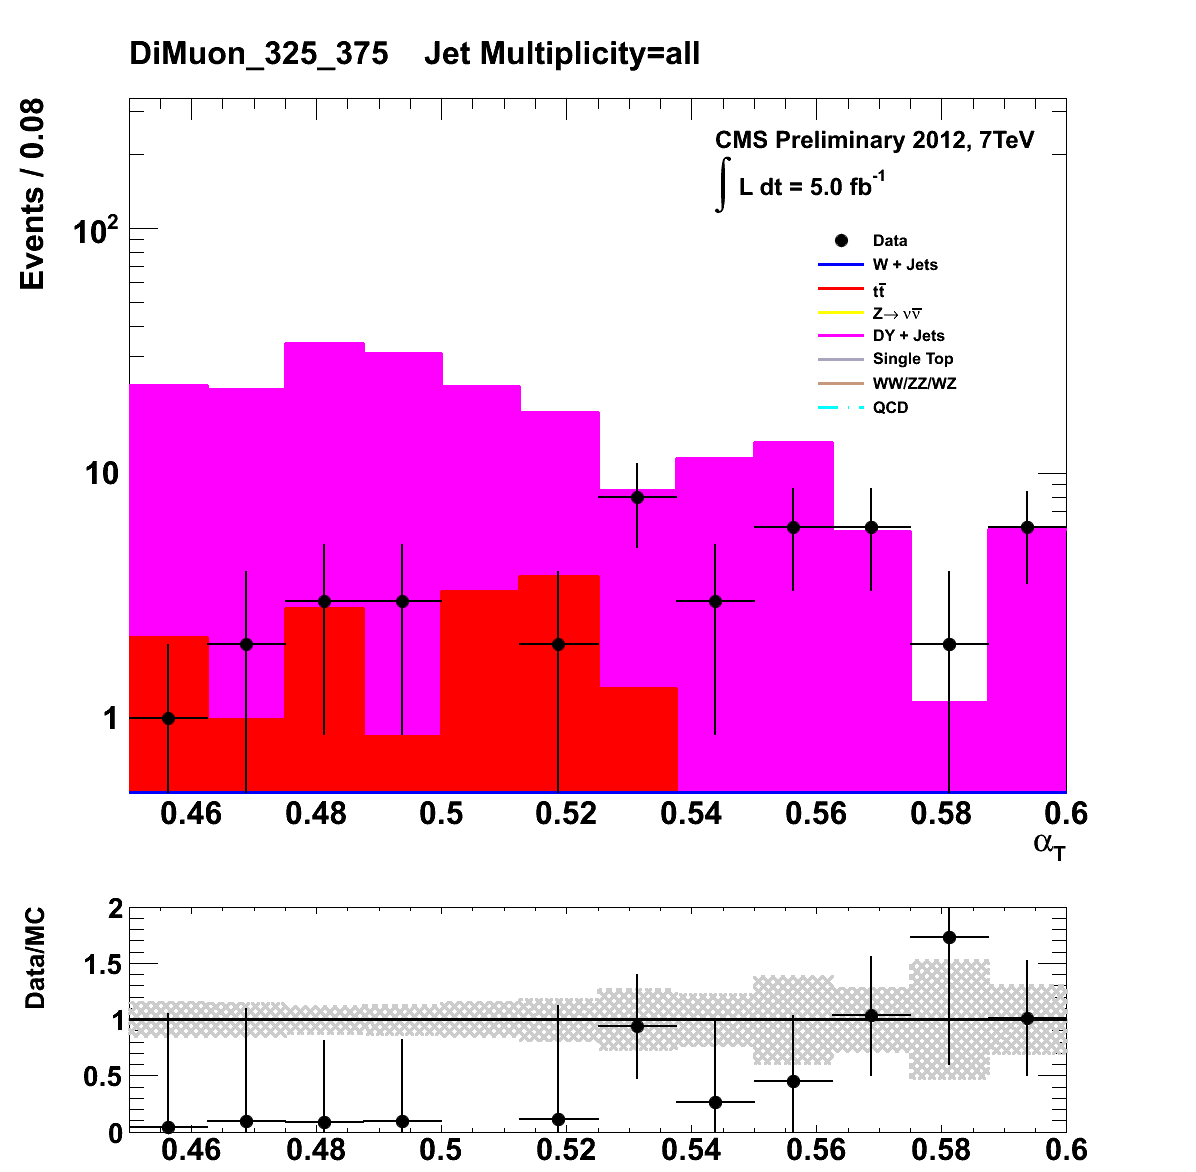 DiMuon_325_375 Jet Multiplicity=all
Events / 0.08
CMS Preliminary 2012, 7TeV
∫ L dt = 5.0 fb⁻¹
Data
W + Jets
tt̅
Z→ νν̅
DY + Jets
Single Top
WW/ZZ/WZ
QCD
10²
10
1
0.46 0.48 0.5 0.52 0.54 0.56 0.58 0.6
α_T
Data/MC
2
1.5
1
0.5
0
0.46 0.48 0.5 0.52 0.54 0.56 0.58 0.6